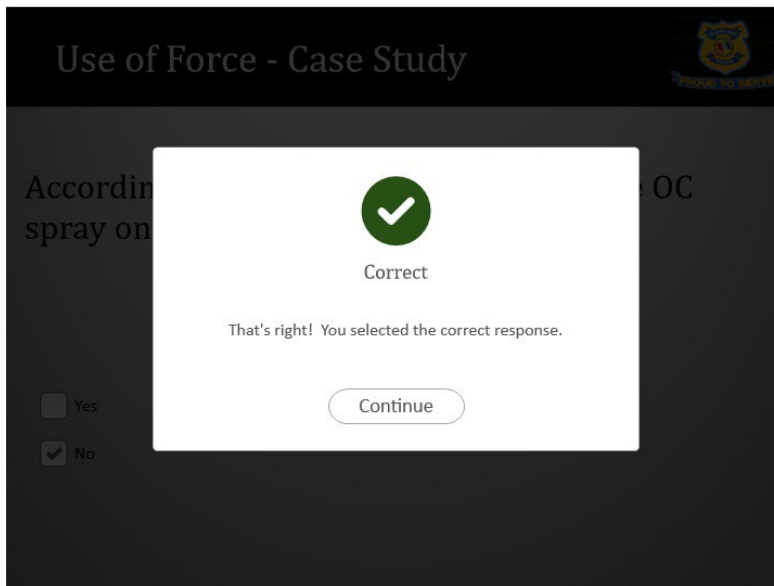 Use of Force - Case Study
PROUD TO SERVE
Accordin
OC
spray on
Correct
That's right! You selected the correct response.
Continue
Yes
No